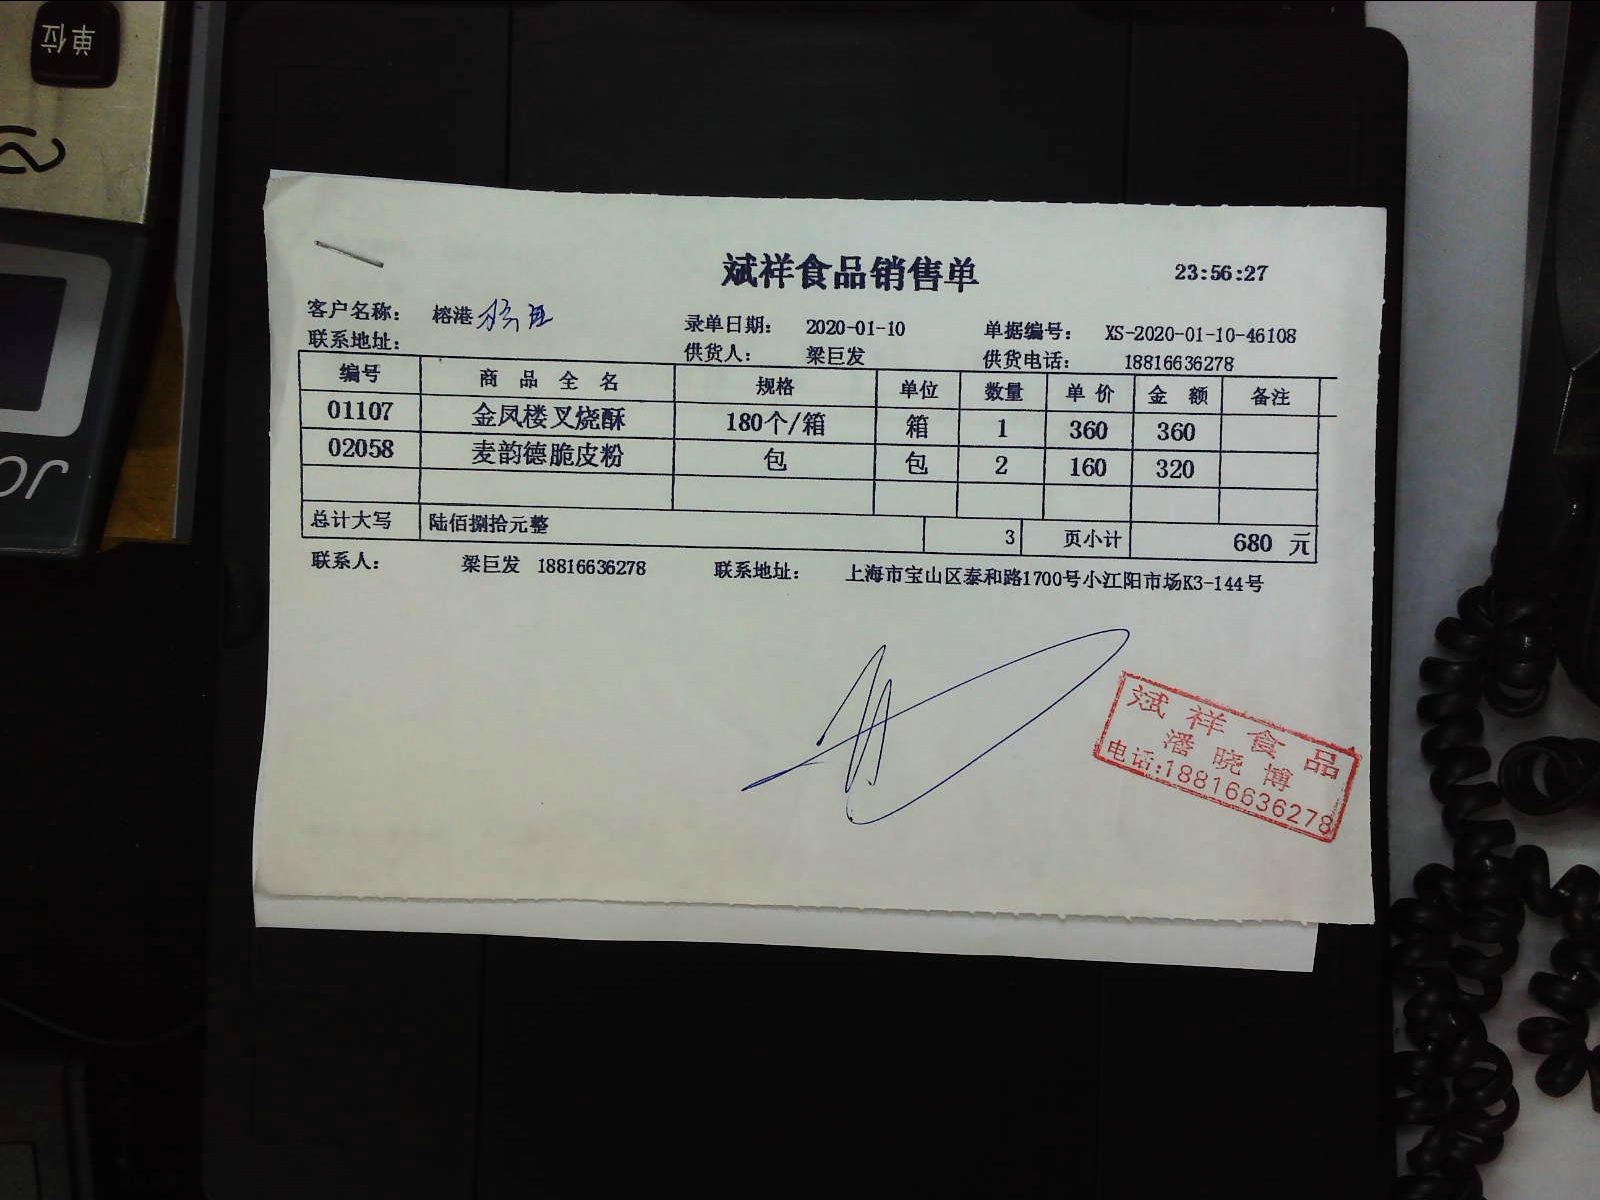 单位
斌祥食品销售单 23:56:27
客户名称: 榕港
录单日期: 2020-01-10 单据编号: XS-2020-01-10-46108
联系地址:
供货人: 梁巨发 供货电话: 18816636278
编号 商品全名 规格 单位 数量 单价 金额 备注
01107 金凤楼叉烧酥 180个/箱 箱 1 360 360
02058 麦韵德脆皮粉 包 包 2 160 320
总计大写 陆佰捌拾元整 3 页小计 680 元
联系人: 梁巨发 18816636278 联系地址: 上海市宝山区泰和路1700号小江阳市场K3-144号
斌祥食品
潘晓博
电话:18816636278